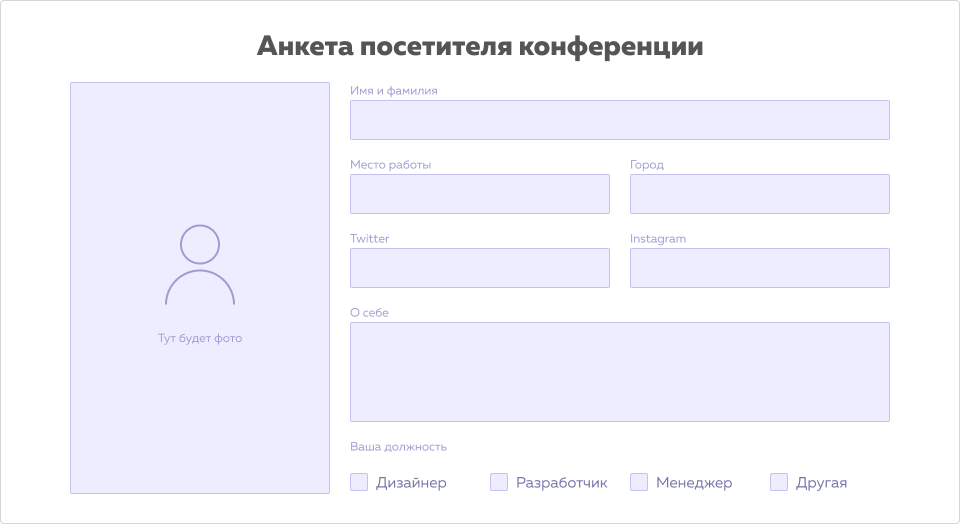 Анкета посетителя конференции
Тут будет фото
Имя и фамилия
Место работы
Город
Twitter
Instagram
О себе
Ваша должность
Дизайнер
Разработчик
Менеджер
Другая